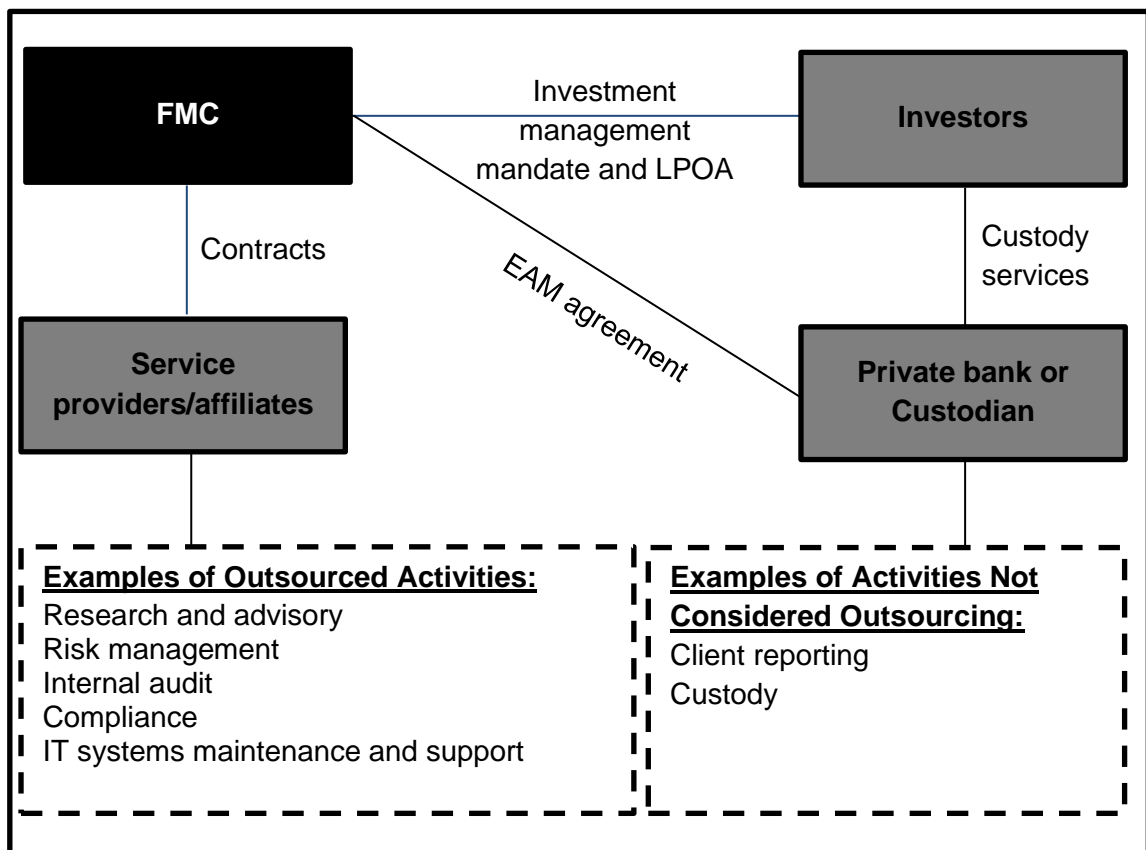 FMC
Investment
management
mandate and LPOA
Investors
Contracts
EAM agreement
Custody
services
Service
providers/affiliates
Private bank or
Custodian
Examples of Outsourced Activities:
Research and advisory
Risk management
Internal audit
Compliance
IT systems maintenance and support
Examples of Activities Not
Considered Outsourcing:
Client reporting
Custody